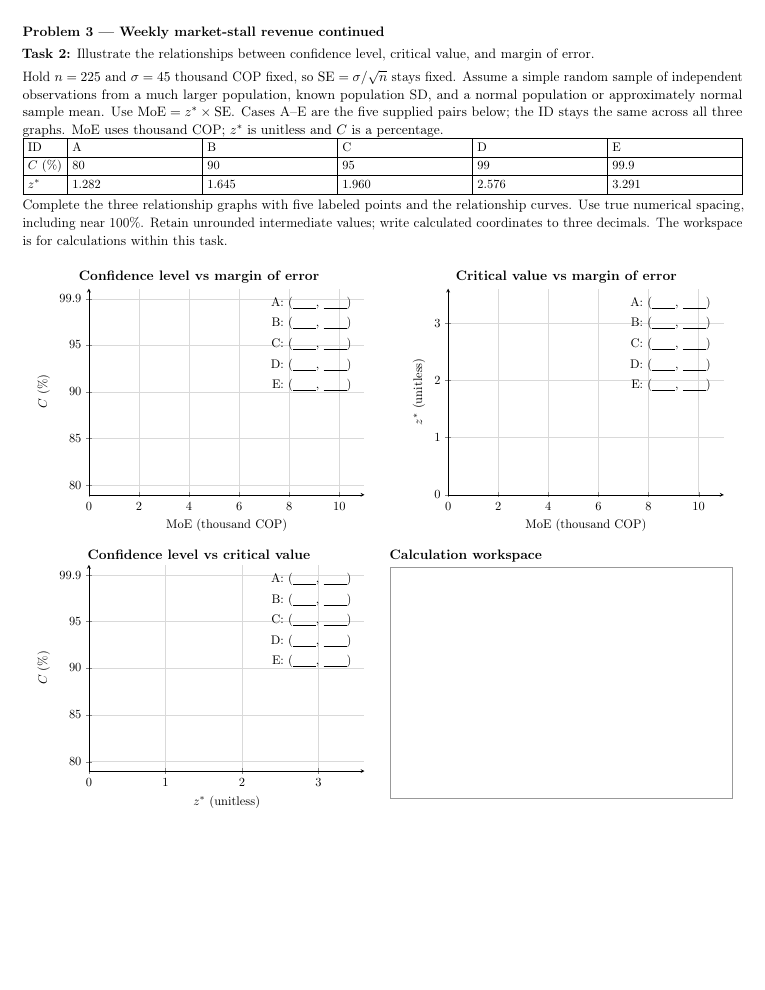 Problem 3 — Weekly market-stall revenue continued
Task 2: Illustrate the relationships between confidence level, critical value, and margin of error.
Hold n = 225 and σ = 45 thousand COP fixed, so SE = σ/√n stays fixed. Assume a simple random sample of independent
observations from a much larger population, known population SD, and a normal population or approximately normal
sample mean. Use MoE = z* × SE. Cases A–E are the five supplied pairs below; the ID stays the same across all three
graphs. MoE uses thousand COP; z* is unitless and C is a percentage.
ID A B C D E
C (%) 80 90 95 99 99.9
z* 1.282 1.645 1.960 2.576 3.291
Complete the three relationship graphs with five labeled points and the relationship curves. Use true numerical spacing,
including near 100%. Retain unrounded intermediate values; write calculated coordinates to three decimals. The workspace
is for calculations within this task.
Confidence level vs margin of error
99.9
95
90
85
80
C (%)
A: (___, ___)
B: (___, ___)
C: (___, ___)
D: (___, ___)
E: (___, ___)
0 2 4 6 8 10
MoE (thousand COP)
Critical value vs margin of error
3
2
1
0
z* (unitless)
A: (___, ___)
B: (___, ___)
C: (___, ___)
D: (___, ___)
E: (___, ___)
0 2 4 6 8 10
MoE (thousand COP)
Confidence level vs critical value
99.9
95
90
85
80
C (%)
A: (___, ___)
B: (___, ___)
C: (___, ___)
D: (___, ___)
E: (___, ___)
0 1 2 3
z* (unitless)
Calculation workspace